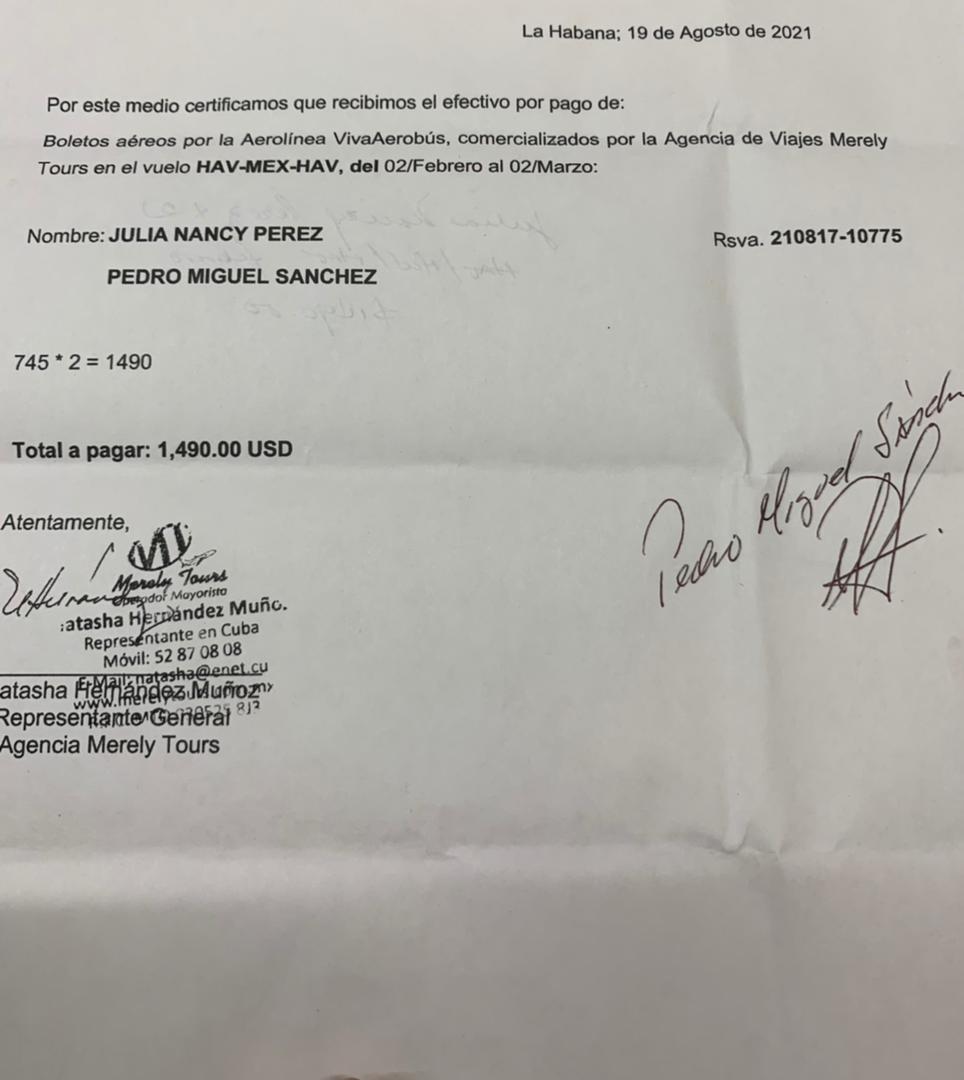 La Habana; 19 de Agosto de 2021
Por este medio certificamos que recibimos el efectivo por pago de:
Boletos aéreos por la Aerolínea VivaAerobús, comercializados por la Agencia de Viajes Merely
Tours en el vuelo HAV-MEX-HAV, del 02/Febrero al 02/Marzo:
Nombre: JULIA NANCY PEREZ
Rsva. 210817-10775
PEDRO MIGUEL SANCHEZ
745 * 2 = 1490
Total a pagar: 1,490.00 USD
Pedro Miguel Sánch
Atentamente,
Merely Tours
Operador Mayorista
atasha Hernández Muño.
Representante en Cuba
Móvil: 52 87 08 08
E-Mail: natasha@enet.cu
atasha Hernández Muñoz
Representante General
Agencia Merely Tours